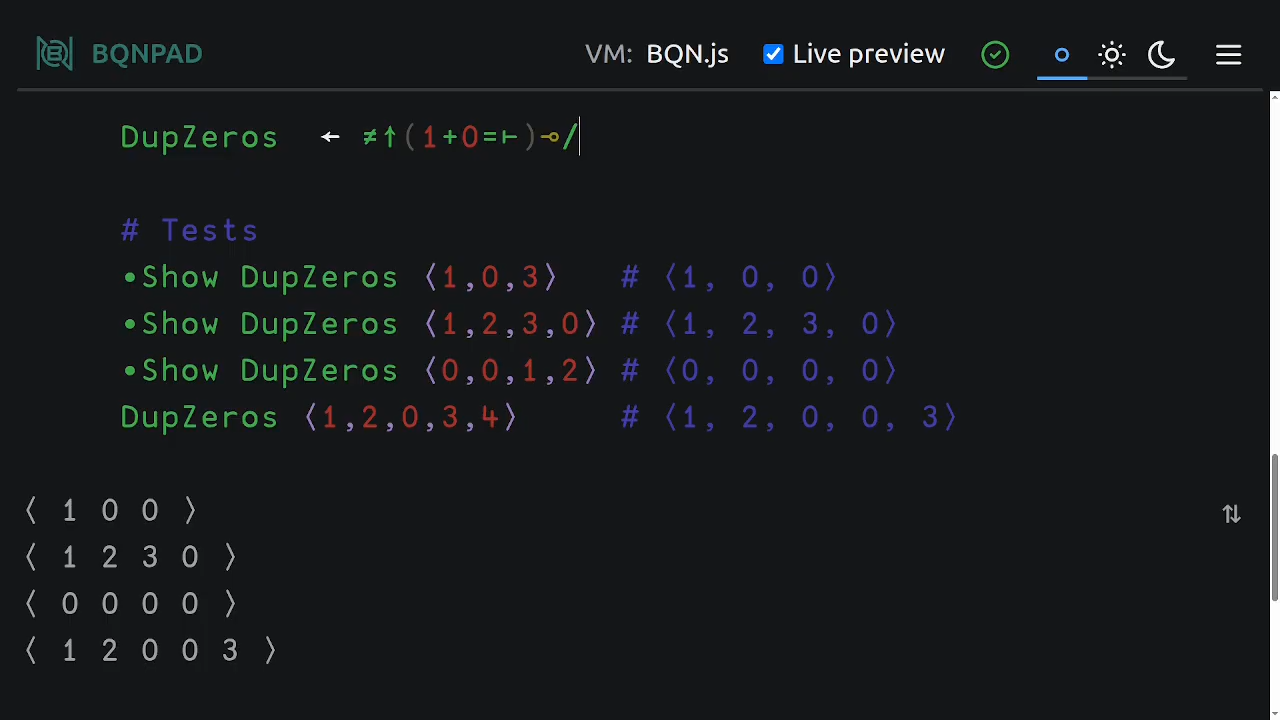 BQNPAD VM: BQN.js Live preview
DupZeros ← ≠↑(1+0=⊢)⊸/
# Tests
•Show DupZeros ⟨1,0,3⟩ # ⟨1, 0, 0⟩
•Show DupZeros ⟨1,2,3,0⟩ # ⟨1, 2, 3, 0⟩
•Show DupZeros ⟨0,0,1,2⟩ # ⟨0, 0, 0, 0⟩
DupZeros ⟨1,2,0,3,4⟩ # ⟨1, 2, 0, 0, 3⟩
⟨ 1 0 0 ⟩
⟨ 1 2 3 0 ⟩
⟨ 0 0 0 0 ⟩
⟨ 1 2 0 0 3 ⟩